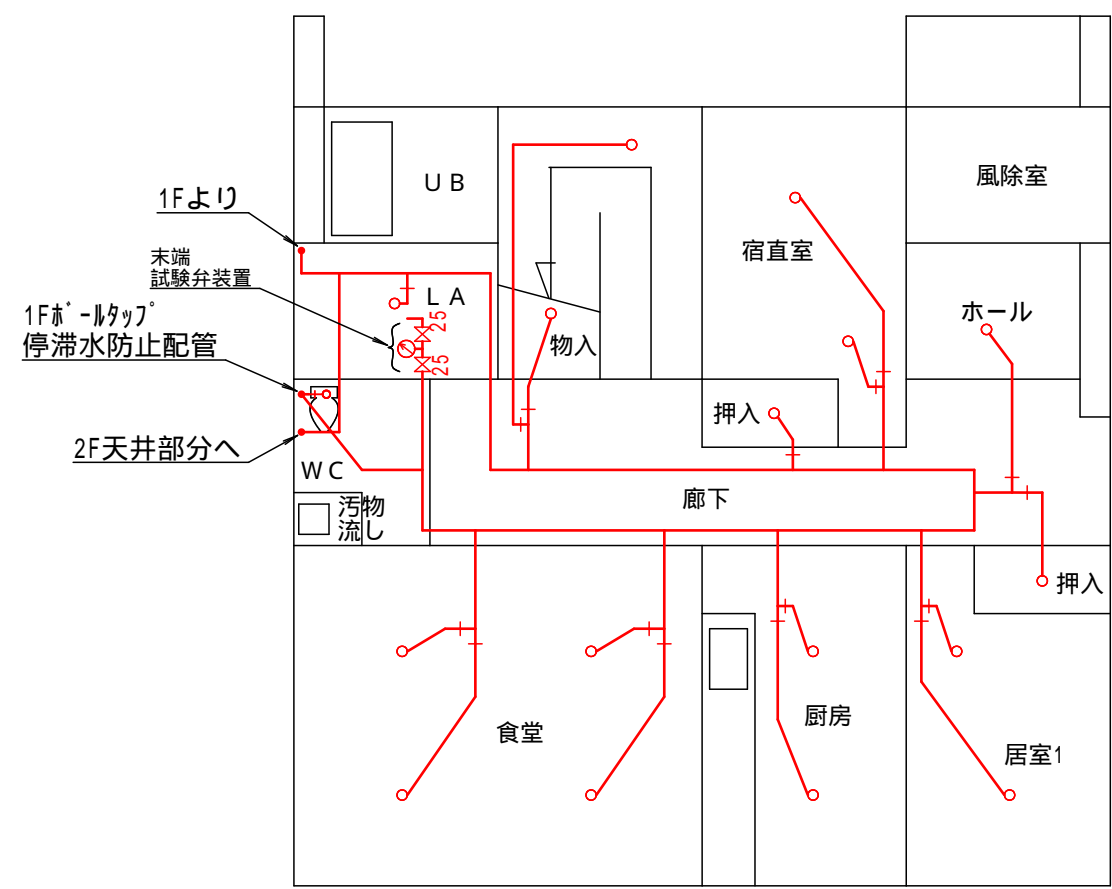 UB
風除室
1Fより
宿直室
末端
試験弁装置
LA
25
ホール
1Fﾎﾞｰﾙﾀｯﾌﾟ
停滞水防止配管
物入
25
押入
2F天井部分へ
WC
廊下
汚物
流し
押入
食堂
厨房
居室1